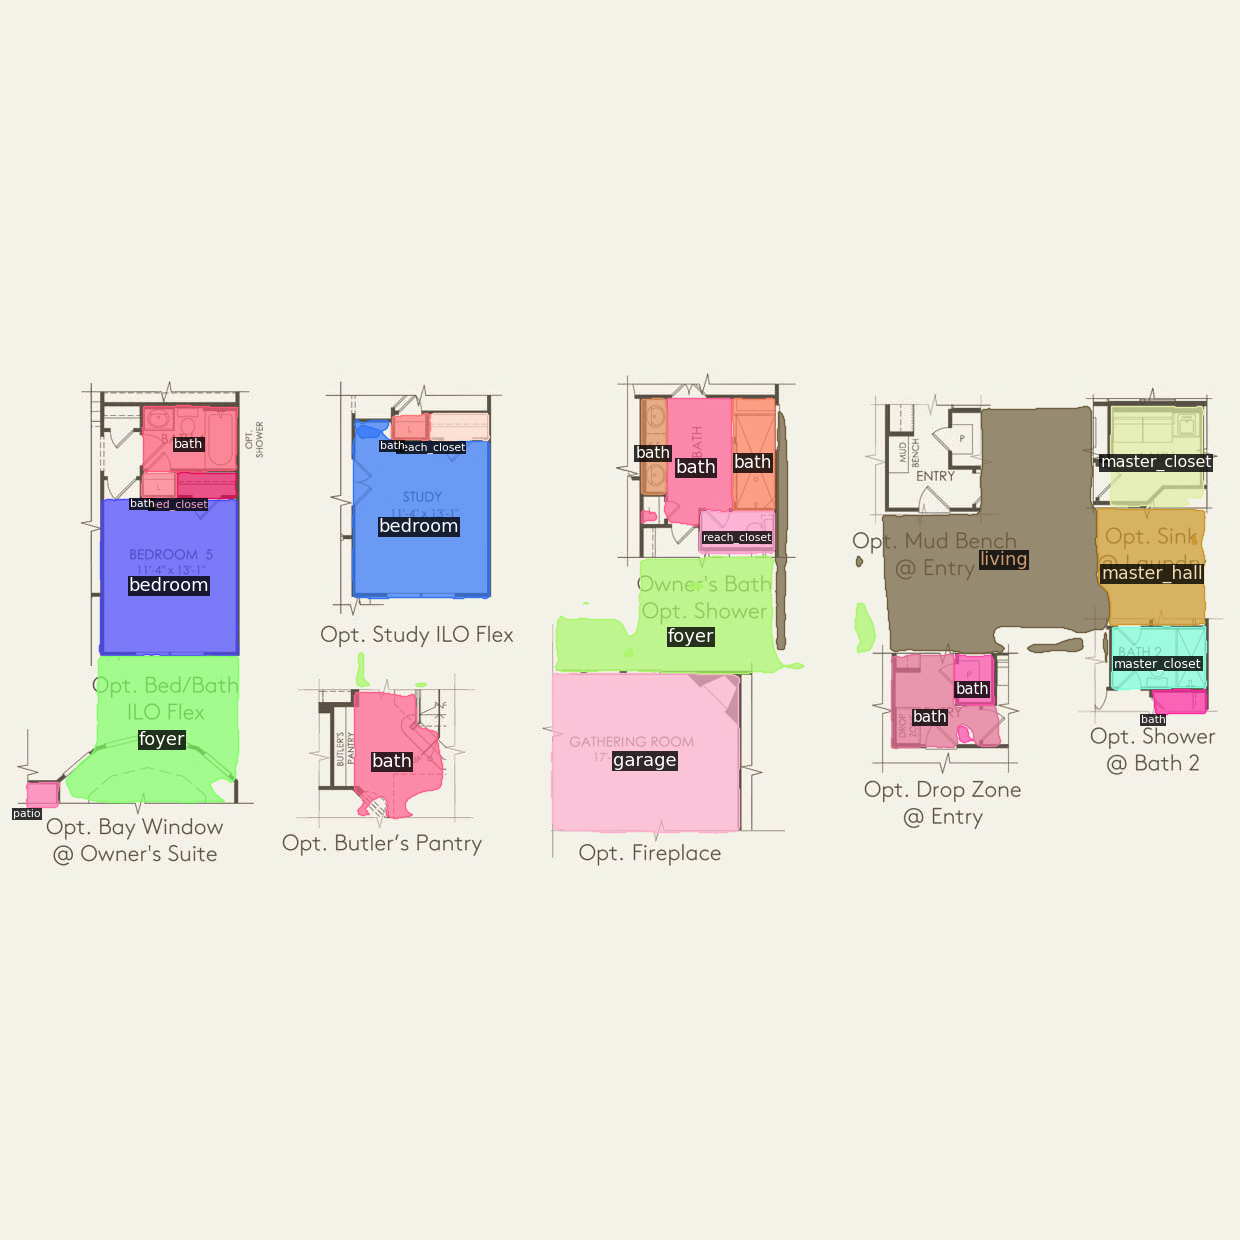 OPT.
SHOWER
bath
L
bath
BEDROOM 5
11'-4" x 13'-1"
bedroom
Opt. Bed/Bath
ILO Flex
foyer
patio
Opt. Bay Window
@ Owner's Suite
L
bath
STUDY
11'-4" x 13'-1"
bedroom
Opt. Study ILO Flex
BUTLER'S
PANTRY
bath
Opt. Butler's Pantry
BATH
bath
bath
bath
reach_closet
Owner's Bath
Opt. Shower
foyer
GATHERING ROOM
garage
Opt. Fireplace
MUD
BENCH
P
ENTRY
Opt. Mud Bench
@ Entry
living
master_closet
Opt. Sink
@ Laundry
master_hall
P
bath
bath
DROP
Opt. Drop Zone
@ Entry
BATH 2
master_closet
bath
Opt. Shower
@ Bath 2